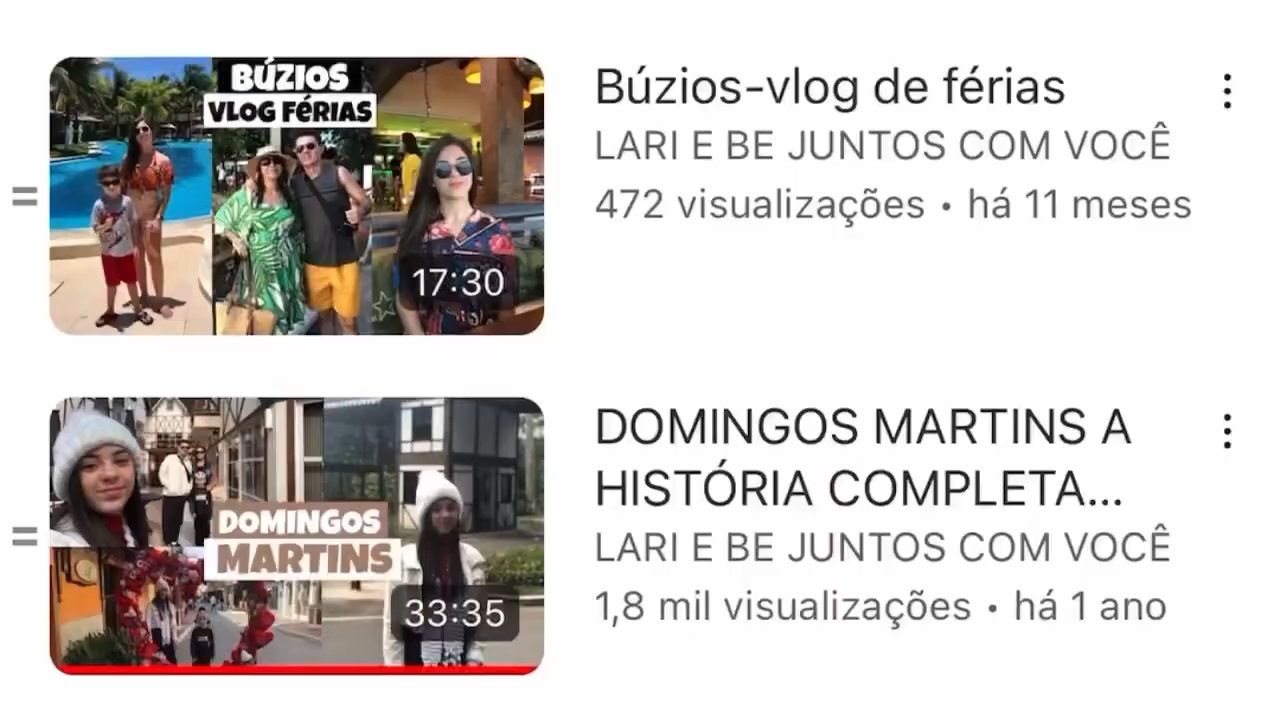 BÚZIOS
VLOG FÉRIAS
17:30
Búzios-vlog de férias
LARI E BE JUNTOS COM VOCÊ
472 visualizações • há 11 meses
DOMINGOS
MARTINS
33:35
DOMINGOS MARTINS A
HISTÓRIA COMPLETA...
LARI E BE JUNTOS COM VOCÊ
1,8 mil visualizações • há 1 ano